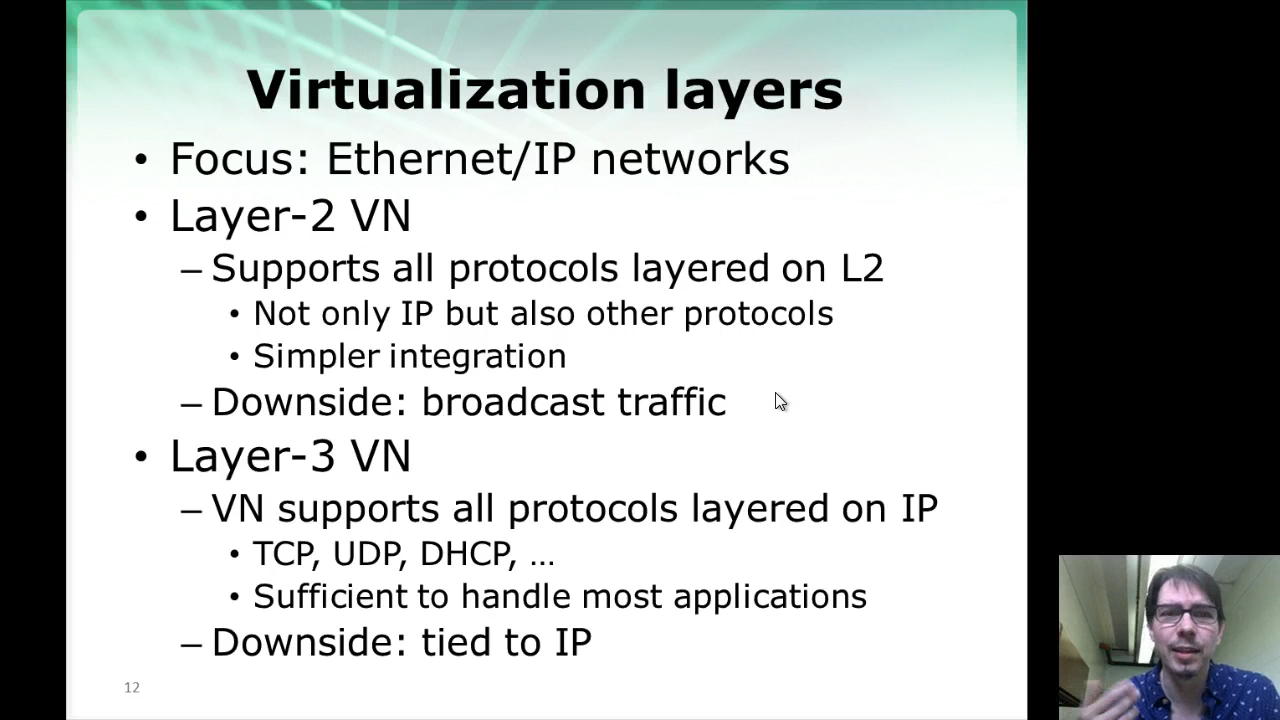 Virtualization layers
• Focus: Ethernet/IP networks
• Layer-2 VN
– Supports all protocols layered on L2
• Not only IP but also other protocols
• Simpler integration
– Downside: broadcast traffic
• Layer-3 VN
– VN supports all protocols layered on IP
• TCP, UDP, DHCP, …
• Sufficient to handle most applications
– Downside: tied to IP
12